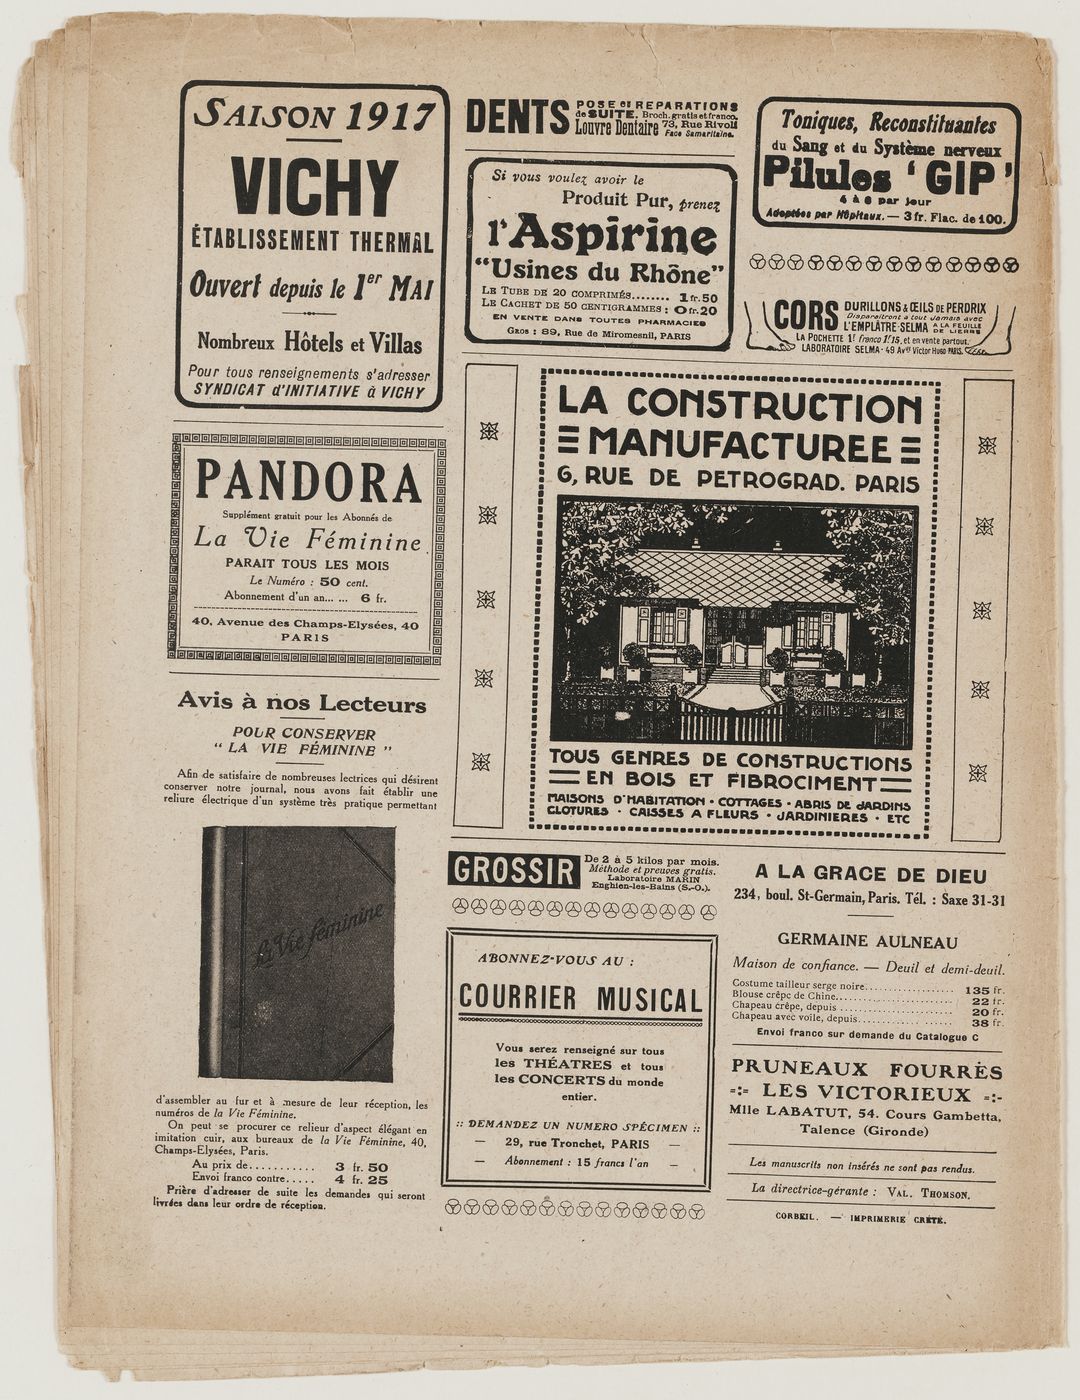 SAISON 1917
VICHY
ÉTABLISSEMENT THERMAL
Ouvert depuis le 1er MAI
Nombreux Hôtels et Villas
Pour tous renseignements s'adresser
SYNDICAT d'INITIATIVE à VICHY
PANDORA
Supplément gratuit pour les Abonnés de
La Vie Féminine
PARAIT TOUS LES MOIS
Le Numéro : 50 cent.
Abonnement d'un an... ... 6 fr.
40, Avenue des Champs-Elysées, 40
PARIS
Avis à nos Lecteurs
POUR CONSERVER
" LA VIE FÉMININE "
Afin de satisfaire de nombreuses lectrices qui désirent
conserver notre journal, nous avons fait établir une
reliure électrique d'un système très pratique permettant
La Vie féminine
d'assembler au fur et à mesure de leur réception, les
numéros de la Vie Féminine.
On peut se procurer ce relieur d'aspect élégant en
imitation cuir, aux bureaux de la Vie Féminine, 40,
Champs-Elysées, Paris.
Au prix de........... 3 fr. 50
Envoi franco contre..... 4 fr. 25
Prière d'adresser de suite les demandes qui seront
livrées dans leur ordre de réception.
DENTS
POSE et REPARATIONS
de SUITE. Broch. gratis et franco.
Louvre Dentaire 73, Rue Rivoli
Face Samaritaine.
Si vous voulez avoir le
Produit Pur, prenez
l'Aspirine
"Usines du Rhône"
LE TUBE DE 20 COMPRIMÉS........ 1 fr. 50
LE CACHET DE 50 CENTIGRAMMES : 0 fr. 20
EN VENTE DANS TOUTES PHARMACIES
GROS : 89, Rue de Miromesnil, PARIS
Toniques, Reconstituantes
du Sang et du Système nerveux
Pilules 'GIP'
4 à 6 par jour
Adoptées par Hôpitaux. — 3 fr. Flac. de 100.
CORS DURILLONS & ŒILS DE PERDRIX
Disparaîtront à tout jamais avec
L'EMPLÂTRE SELMA A LA FEUILLE DE LIERRE
LA POCHETTE 1f franco 1f.15, et en vente partout.
LABORATOIRE SELMA - 49 Avue Victor Hugo PARIS.
LA CONSTRUCTION
MANUFACTUREE
6, RUE DE PETROGRAD. PARIS
TOUS GENRES DE CONSTRUCTIONS
EN BOIS ET FIBROCIMENT
MAISONS D'HABITATION · COTTAGES · ABRIS DE JARDINS
CLOTURES · CAISSES A FLEURS · JARDINIERES · ETC
GROSSIR
De 2 à 5 kilos par mois.
Méthode et preuves gratis.
Laboratoire MARIN
Enghien-les-Bains (S.-O.).
ABONNEZ-VOUS AU :
COURRIER MUSICAL
Vous serez renseigné sur tous
les THÉATRES et tous
les CONCERTS du monde
entier.
:: DEMANDEZ UN NUMERO SPÉCIMEN ::
— 29, rue Tronchet, PARIS —
— Abonnement : 15 francs l'an —
A LA GRACE DE DIEU
234, boul. St-Germain, Paris. Tél. : Saxe 31-31
GERMAINE AULNEAU
Maison de confiance. — Deuil et demi-deuil.
Costume tailleur serge noire.................. 135 fr.
Blouse crêpe de Chine........................ 22 fr.
Chapeau crêpe, depuis........................ 20 fr.
Chapeau avec voile, depuis................... 38 fr.
Envoi franco sur demande du Catalogue C
PRUNEAUX FOURRÈS
-:- LES VICTORIEUX -:-
Mlle LABATUT, 54. Cours Gambetta,
Talence (Gironde)
Les manuscrits non insérés ne sont pas rendus.
La directrice-gérante : VAL. THOMSON.
CORBEIL. — IMPRIMERIE CRÉTÉ.